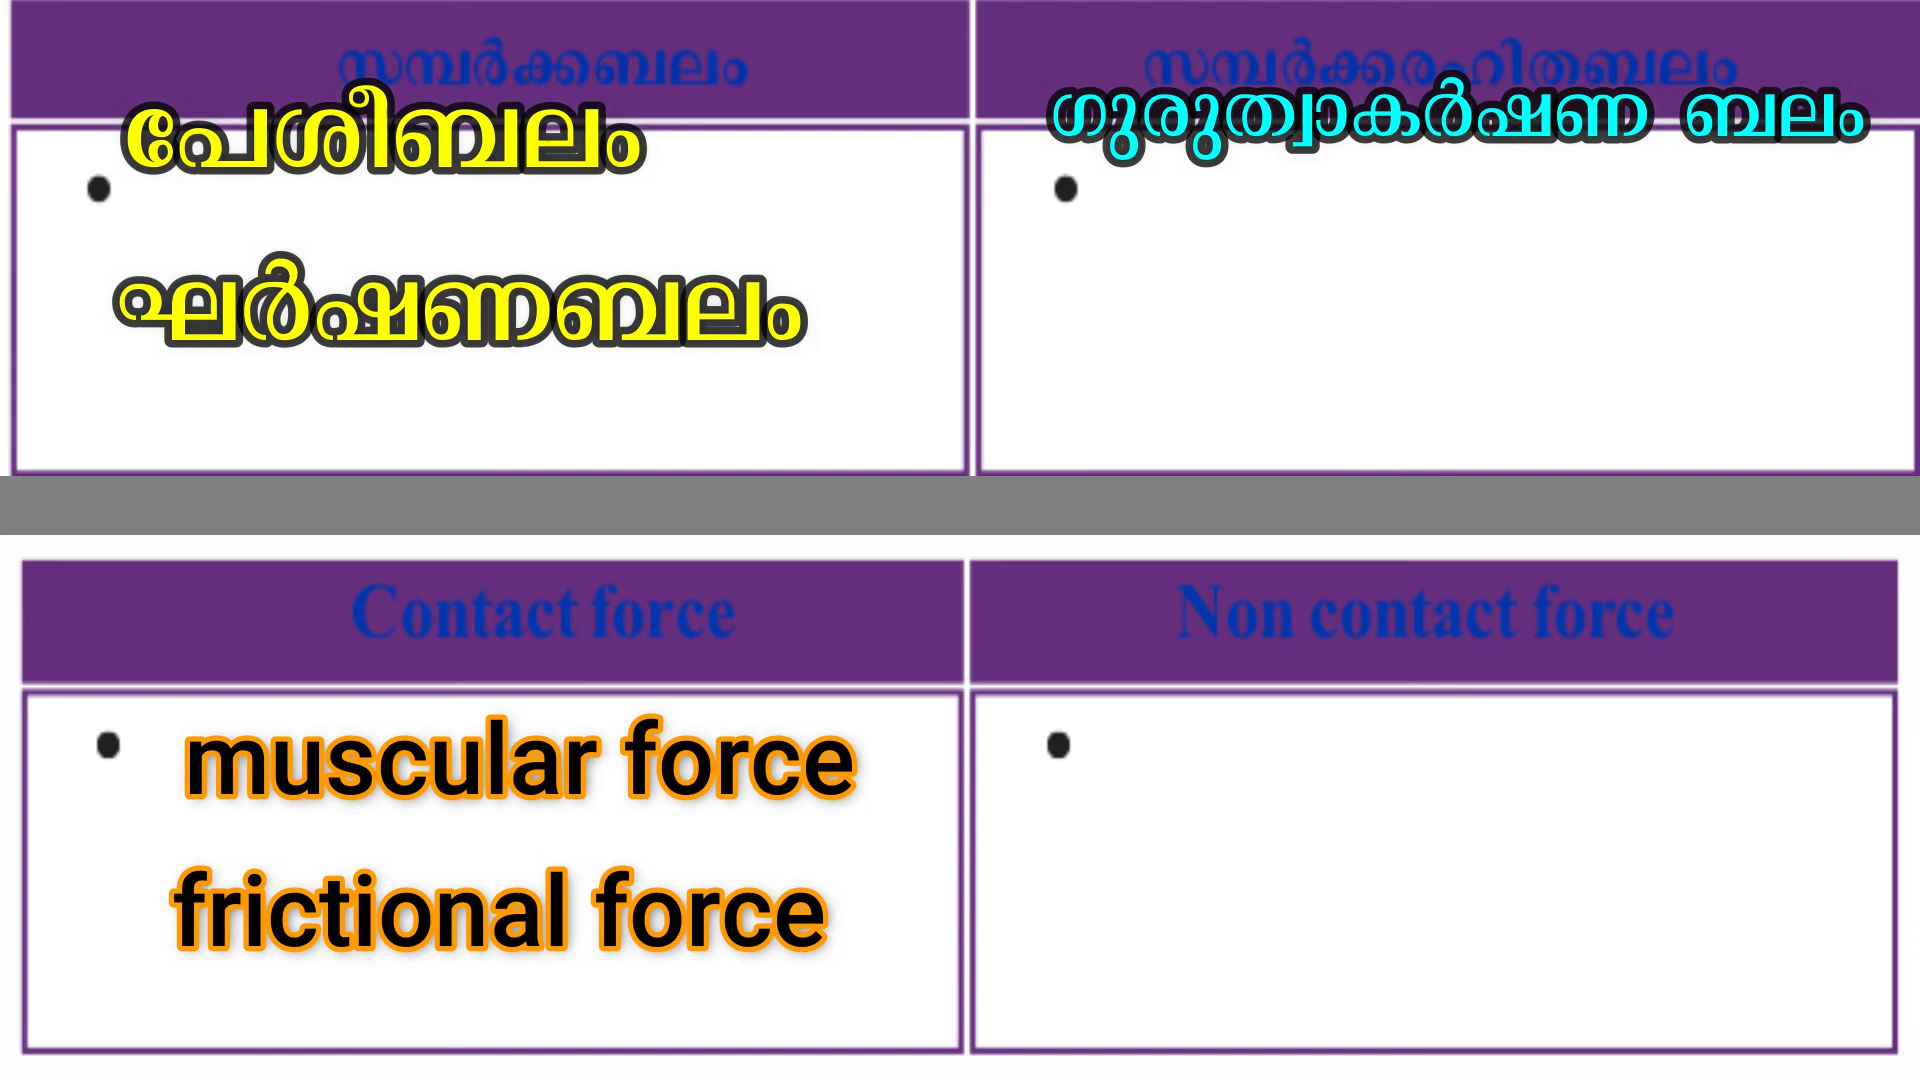 സമ്പർക്കബലം
സമ്പർക്കരഹിതബലം
പേശീബലം
ഗുരുത്വാകർഷണ ബലം
ഘർഷണബലം
Contact force
Non contact force
muscular force
frictional force